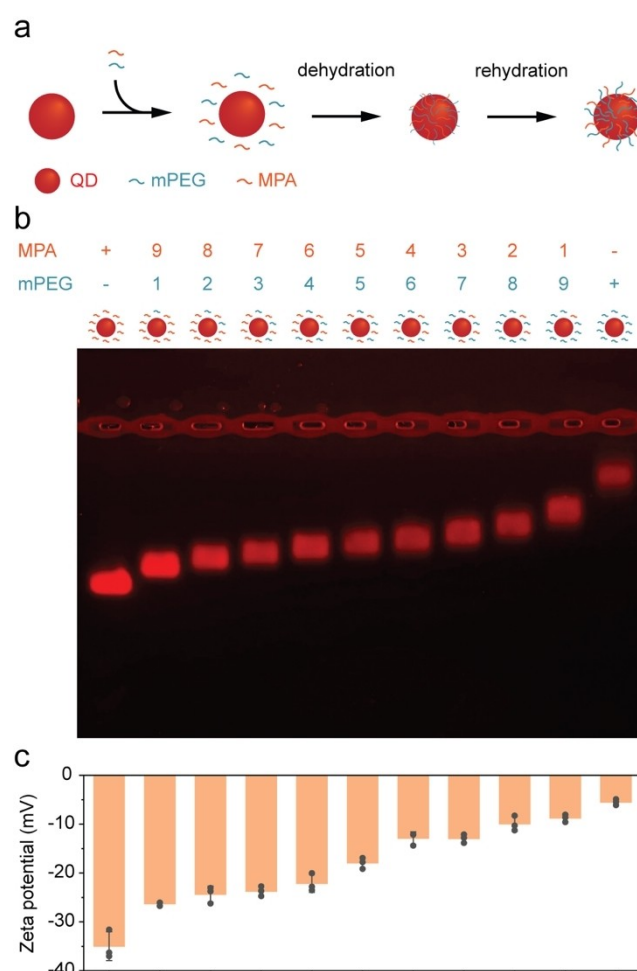 a
dehydration rehydration
QD mPEG MPA
b
MPA + 9 8 7 6 5 4 3 2 1 -
mPEG - 1 2 3 4 5 6 7 8 9 +
c
Zeta potential (mV)
0
-10
-20
-30
-40